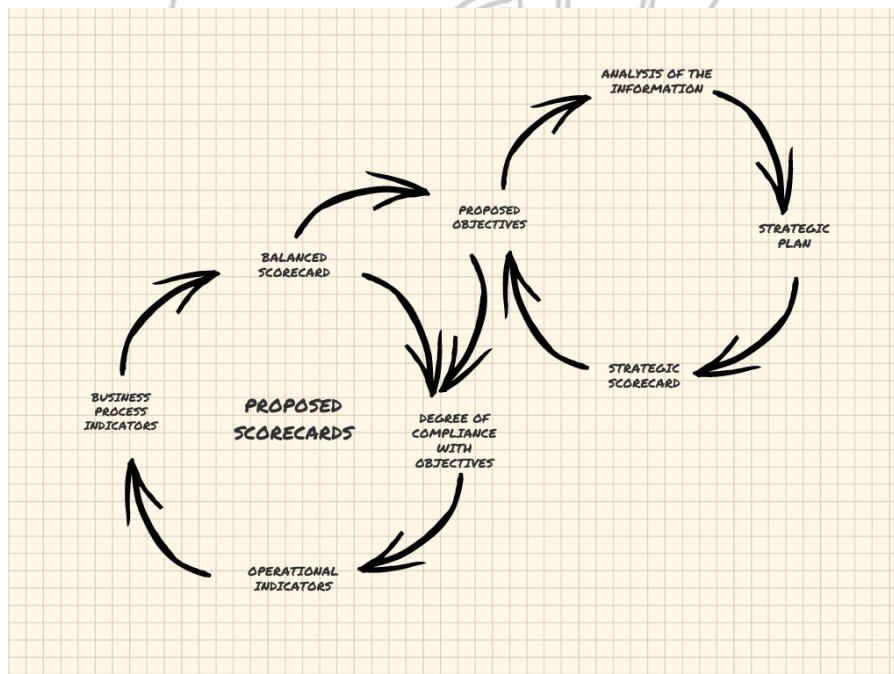 ANALYSIS OF THE
INFORMATION
PROPOSED
OBJECTIVES
STRATEGIC
PLAN
BALANCED
SCORECARD
STRATEGIC
SCORECARD
BUSINESS
PROCESS
INDICATORS
PROPOSED
SCORECARDS
DEGREE OF
COMPLIANCE
WITH
OBJECTIVES
OPERATIONAL
INDICATORS